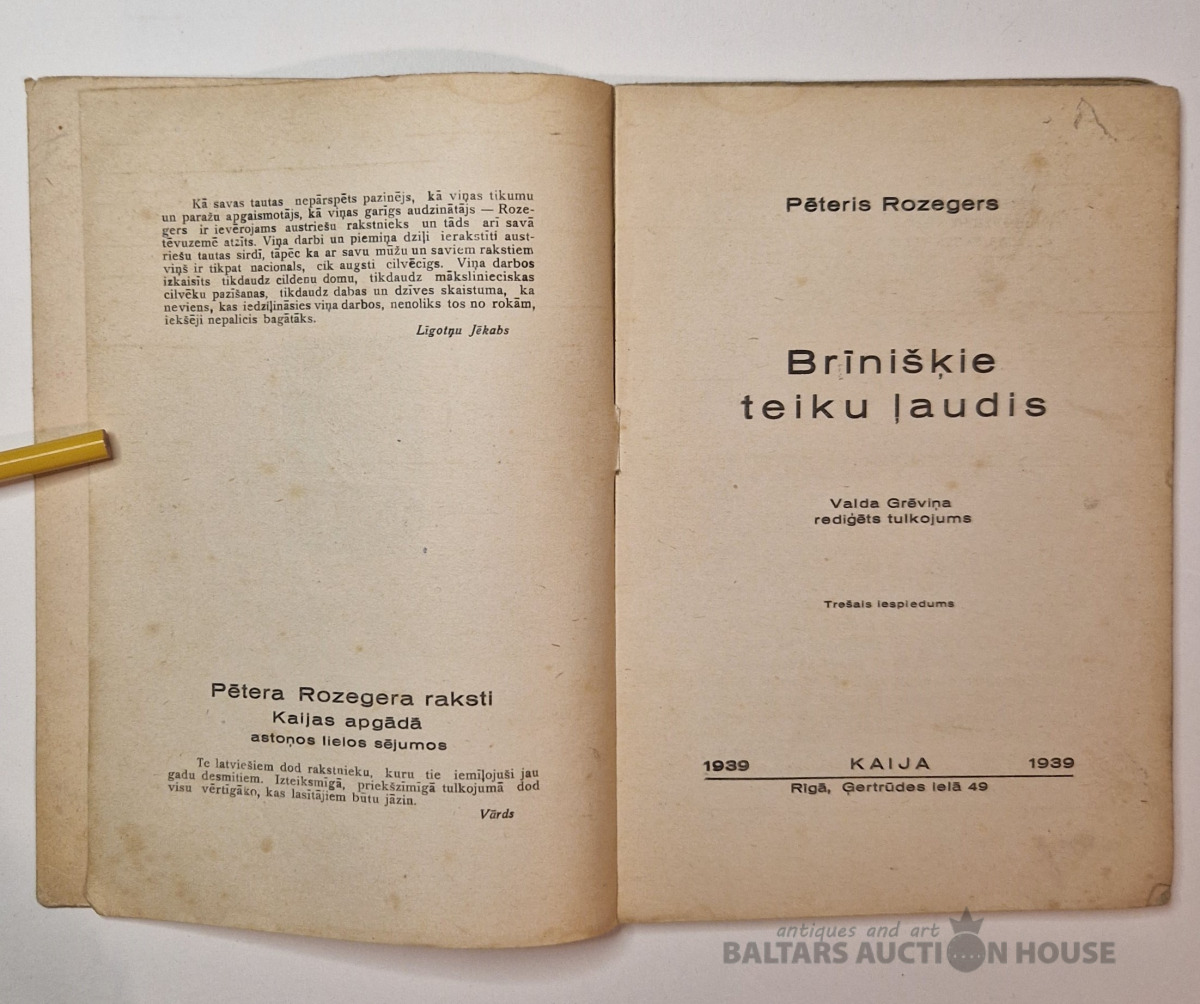 Kā savas tautas nepārspēts pazinējs, kā viņas tikumu
un paražu apgaismotājs, kā viņas garīgs audzinātājs — Roze-
gers ir ievērojams austriešu rakstnieks un tāds arī savā
tēvuzemē atzīts. Viņa darbi un piemiņa dziļi ierakstīti aust-
riešu tautas sirdī, tāpēc ka ar savu mūžu un saviem rakstiem
viņš ir tikpat nacionals, cik augsti cilvēcīgs. Viņa darbos
izkaisīts tikdaudz cildenu domu, tikdaudz mākslinieciskas
cilvēku pazīšanas, tikdaudz dabas un dzīves skaistuma, ka
neviens, kas iedziļināsies viņa darbos, nenoliks tos no rokām,
iekšēji nepalicis bagātāks.
Līgotņu Jēkabs
Pētera Rozegera raksti
Kaijas apgādā
astoņos lielos sējumos
Te latviešiem dod rakstnieku, kuru tie iemīļojuši jau
gadu desmitiem. Izteiksmīgā, priekšzīmīgā tulkojumā dod
visu vērtīgāko, kas lasītājiem būtu jāzin.
Vārds
Pēteris Rozegers
Brīnišķie
teiku ļaudis
Valda Grēviņa
rediģēts tulkojums
Trešais iespiedums
1939 KAIJA 1939
Rīgā, Ģertrūdes ielā 49
antiques and art
BALTARS AUCTION HOUSE